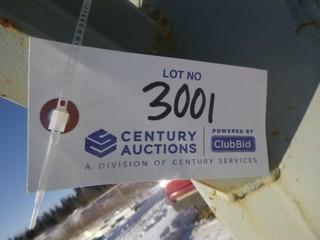 LOT NO
3001
CENTURY AUCTIONS
POWERED BY
ClubBid
A DIVISION OF CENTURY SERVICES